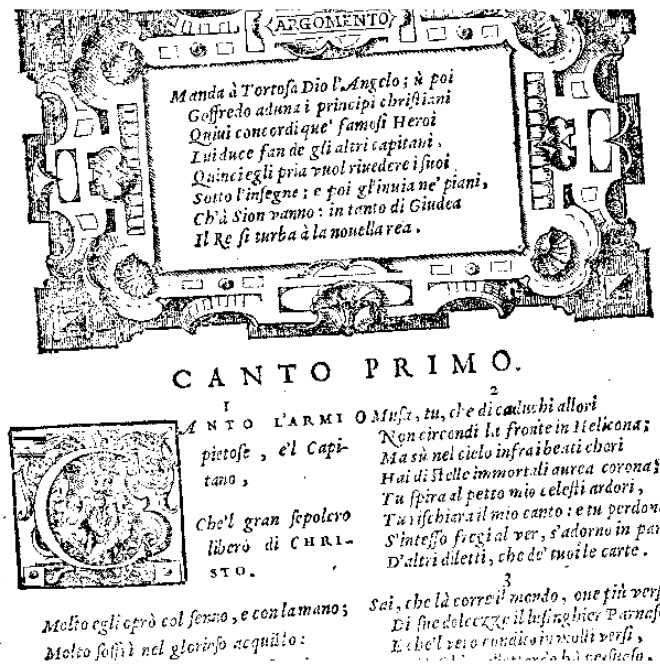 ARGOMENTO
Manda à Tortosa Dio l'Angelo; ù poi
Goffredo aduna i principi christiani
Quiui concordi que' famosi Heroi
Lui duce fan de gli altri capitani,
Quinci egli pria vuol riuedere i suoi
Sotto l'insegne; e poi gl'inuia ne' piani,
Ch'à Sion vanno: in tanto di Giudea
Il Re si turba à la nouella rea.
CANTO PRIMO.
1
CANTO L'ARMI
pietose, e'l Capi-
tano,
Che'l gran sepolcro
liberò di CHRI-
STO.
Molto egli oprò col senno, e con la mano;
Molto soffrì nel glorioso acquisto:
2
O Musa, tu, che di caduchi allori
Non circondi la fronte in Helicona;
Ma sù nel cielo infra i beati chori
Hai di stelle immortali aurea corona;
Tu spira al petto mio celesti ardori,
Tu rischiara il mio canto: e tu perdona
S'intesso fregi al ver, s'adorno in par
D'altri diletti, che de' tuoi le carte.
3
Sai, che là corre il mondo, oue più vers
Di sue dolcezze il lusinghier Parnaso
E che'l vero condito in molli versi,